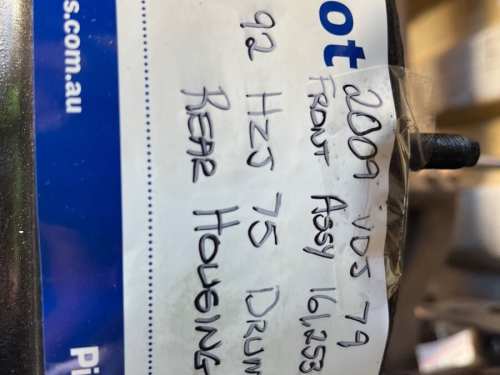 ot
2009 VDJ 79
FRONT ASSY 161,253
92 HZJ 75 DRUM
REAR HOUSING
s.com.au
Pi